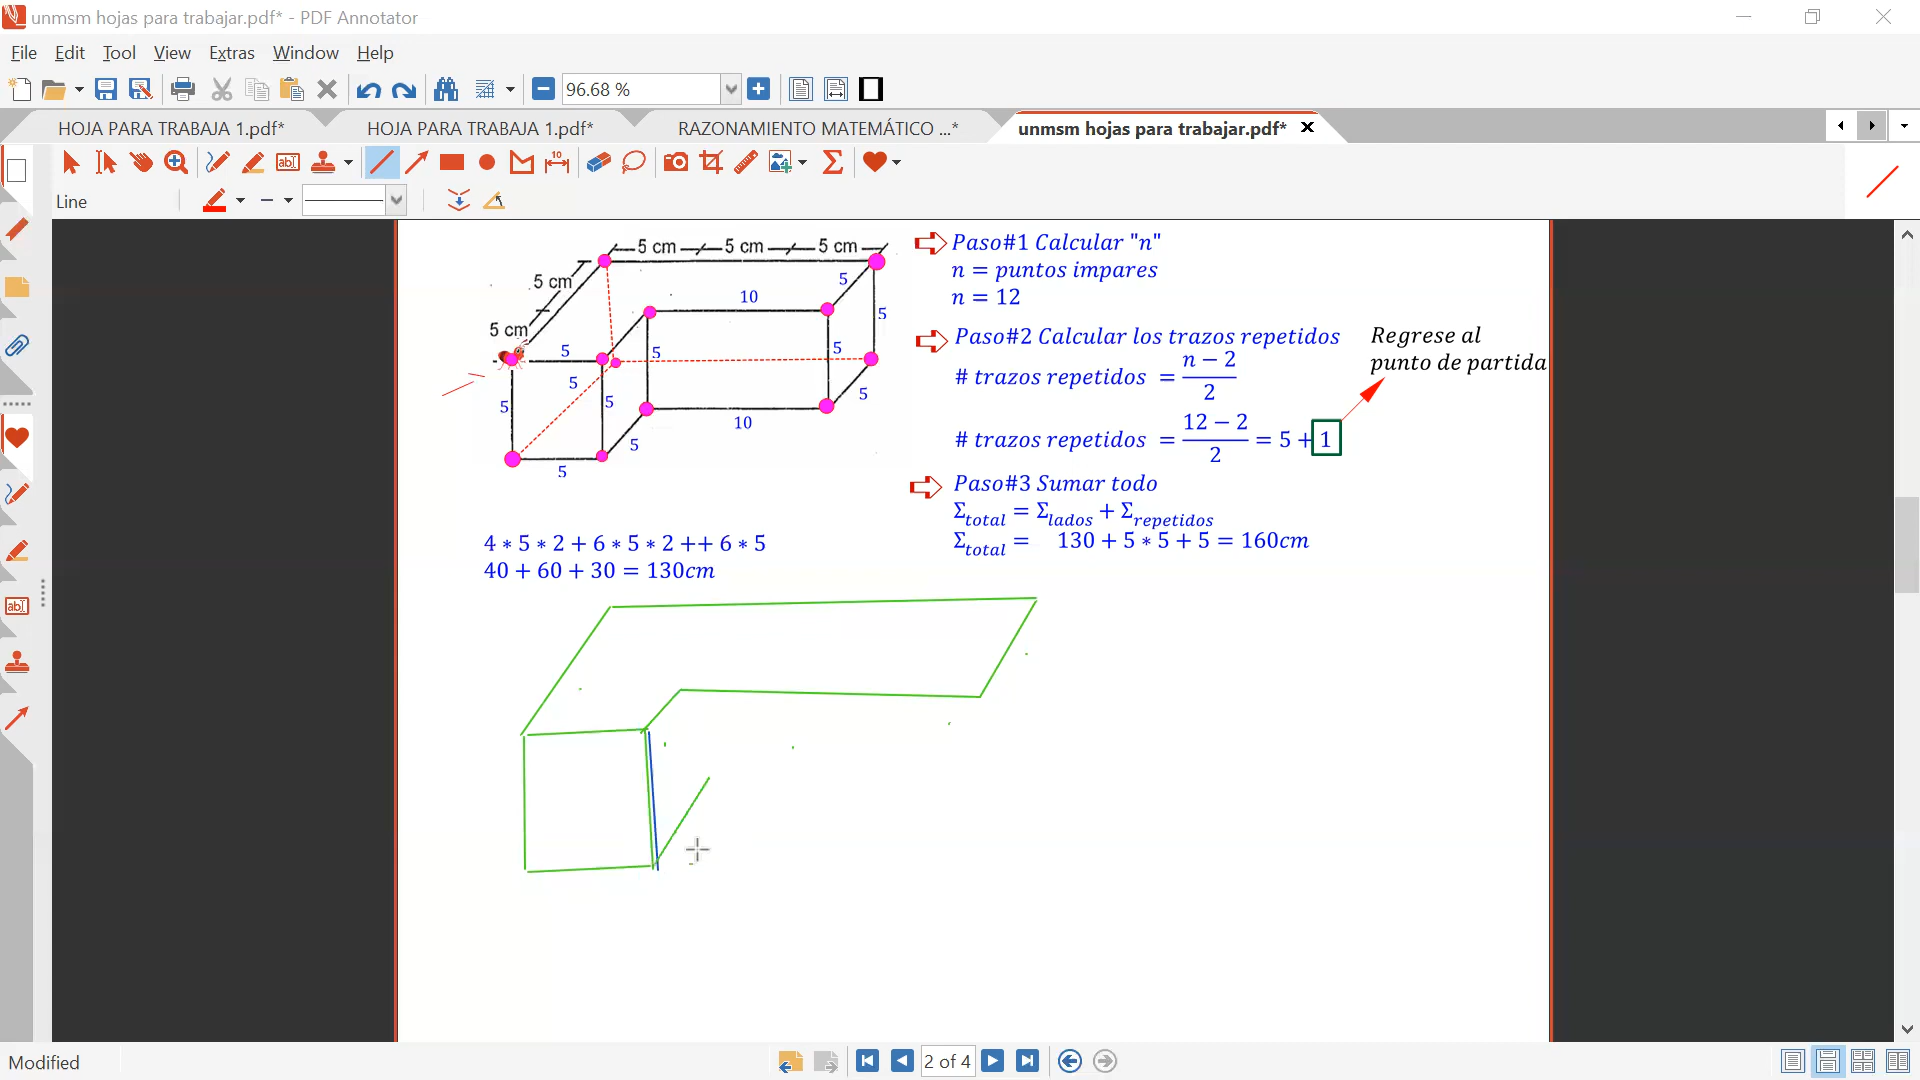 unmsm hojas para trabajar.pdf* - PDF Annotator
File Edit Tool View Extras Window Help
96.68 %
HOJA PARA TRABAJA 1.pdf* HOJA PARA TRABAJA 1.pdf* RAZONAMIENTO MATEMÁTICO ...* unmsm hojas para trabajar.pdf*
Line
5 cm 5 cm 5 cm
5 cm
5 cm
5
10
5
5
5
5
5
5
5
5
5
10
5
5
Paso#1 Calcular "n"
n = puntos impares
n = 12
Paso#2 Calcular los trazos repetidos
# trazos repetidos = n − 2
2
# trazos repetidos = 12 − 2
2
= 5 + 1
Regrese al
punto de partida
Paso#3 Sumar todo
Σtotal = Σlados + Σrepetidos
Σtotal = 130 + 5 ∗ 5 + 5 = 160cm
4 ∗ 5 ∗ 2 + 6 ∗ 5 ∗ 2 ++ 6 ∗ 5
40 + 60 + 30 = 130cm
Modified
2 of 4